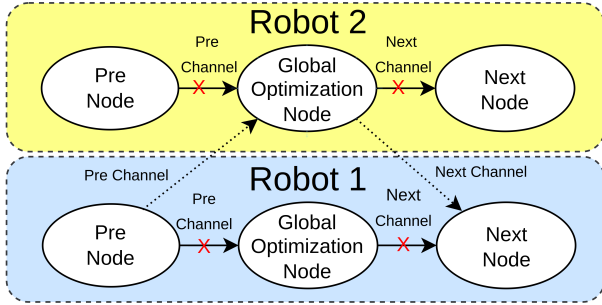 Robot 2
Pre
Channel
X
Next
Channel
X
Pre
Node
Global
Optimization
Node
Next
Node
Pre Channel
Next Channel
Robot 1
Pre
Channel
X
Next
Channel
X
Pre
Node
Global
Optimization
Node
Next
Node